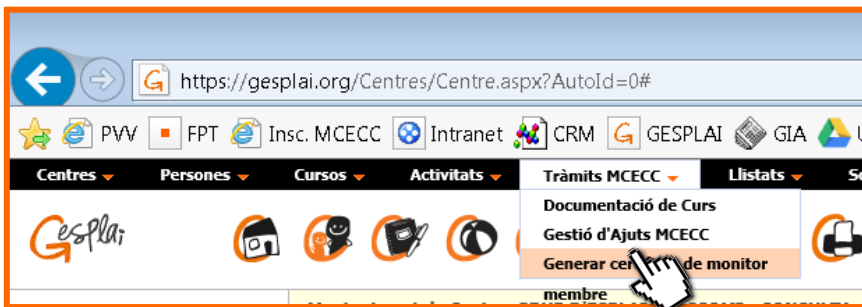 https://gesplai.org/Centres/Centre.aspx?AutoId=0#
PVV FPT Insc. MCECC Intranet CRM GESPLAI GIA
Centres Persones Cursos Activitats Tràmits MCECC Llistats
Gesplai
Documentació de Curs
Gestió d'Ajuts MCECC
Generar de monitor
membre